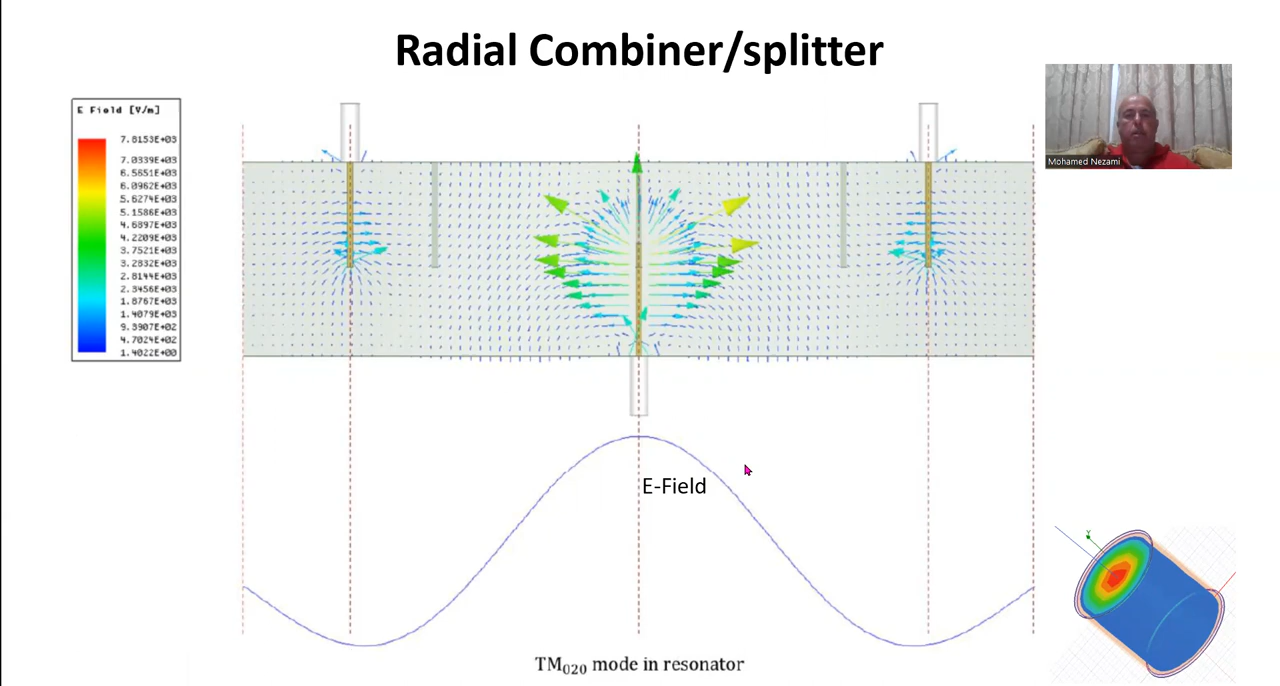 Radial Combiner/splitter
E Field [V/m]
7.8153E+03
7.0339E+03
6.5651E+03
6.0962E+03
5.6274E+03
5.1586E+03
4.6897E+03
4.2209E+03
3.7521E+03
3.2832E+03
2.8144E+03
2.3456E+03
1.8767E+03
1.4079E+03
9.3907E+02
4.7024E+02
1.4022E+00
Mohamed Nezami
E-Field
Y
TM020 mode in resonator